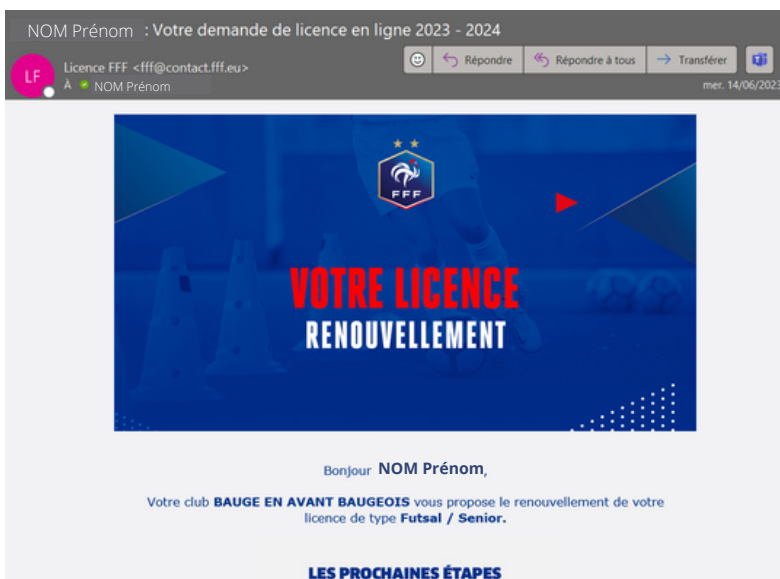 NOM Prénom : Votre demande de licence en ligne 2023 - 2024
LF
Licence FFF <fff@contact.fff.eu>
À NOM Prénom
Répondre
Répondre à tous
Transférer
mer. 14/06/2023
FFF
VOTRE LICENCE
RENOUVELLEMENT
Bonjour NOM Prénom,
Votre club BAUGE EN AVANT BAUGEOIS vous propose le renouvellement de votre
licence de type Futsal / Senior.
LES PROCHAINES ÉTAPES